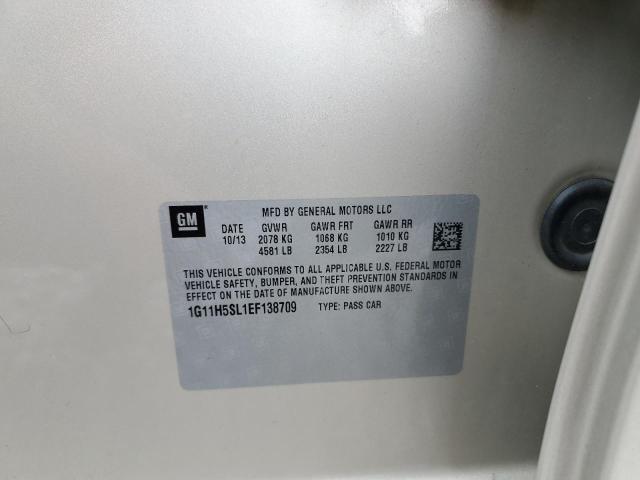 GM
MFD BY GENERAL MOTORS LLC
DATE GVWR GAWR FRT GAWR RR
10/13 2078 KG 1068 KG 1010 KG
4581 LB 2354 LB 2227 LB
THIS VEHICLE CONFORMS TO ALL APPLICABLE U.S. FEDERAL MOTOR
VEHICLE SAFETY, BUMPER, AND THEFT PREVENTION STANDARDS IN
EFFECT ON THE DATE OF MANUFACTURE SHOWN ABOVE.
1G11H5SL1EF138709 TYPE: PASS CAR